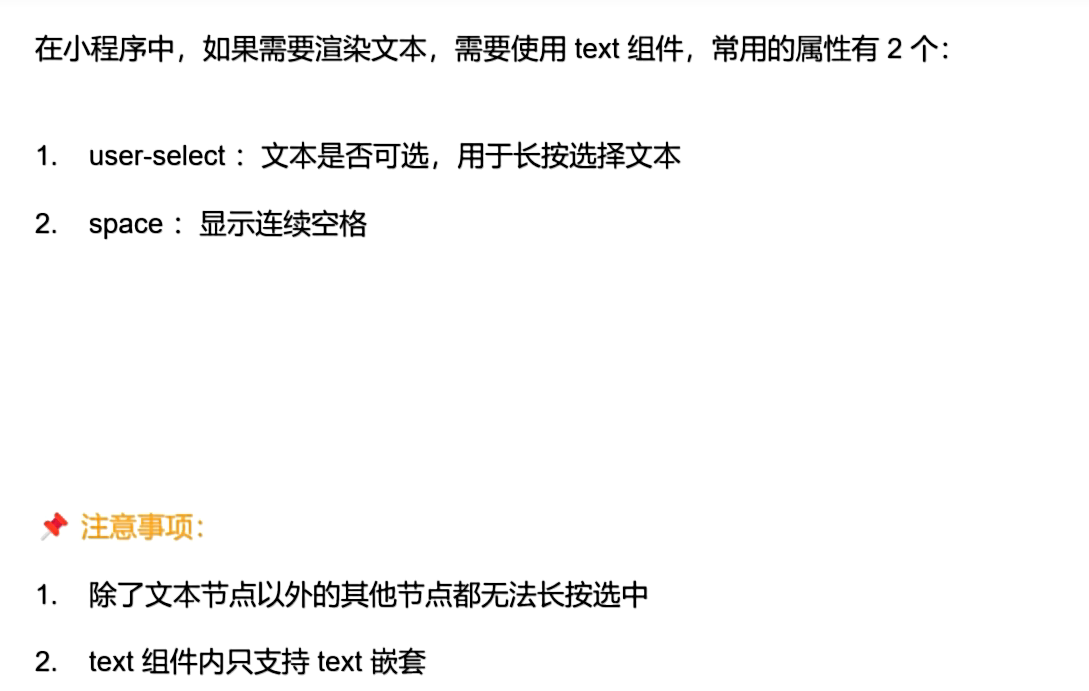 在小程序中，如果需要渲染文本，需要使用 text 组件，常用的属性有 2 个：
1. user-select： 文本是否可选，用于长按选择文本
2. space： 显示连续空格
📌 注意事项：
1. 除了文本节点以外的其他节点都无法长按选中
2. text 组件内只支持 text 嵌套